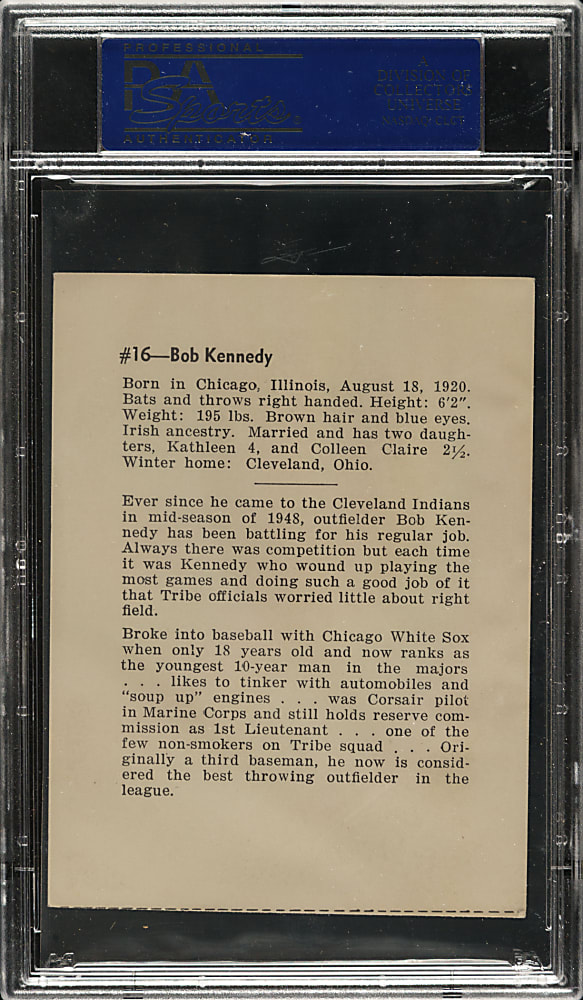 PROFESSIONAL
PSA
Sports
AUTHENTICATOR
A
DIVISION OF
COLLECTORS
UNIVERSE
NASDAQ: CLCT
#16—Bob Kennedy
Born in Chicago, Illinois, August 18, 1920.
Bats and throws right handed. Height: 6'2".
Weight: 195 lbs. Brown hair and blue eyes.
Irish ancestry. Married and has two daugh-
ters, Kathleen 4, and Colleen Claire 2½.
Winter home: Cleveland, Ohio.
Ever since he came to the Cleveland Indians
in mid-season of 1948, outfielder Bob Ken-
nedy has been battling for his regular job.
Always there was competition but each time
it was Kennedy who wound up playing the
most games and doing such a good job of it
that Tribe officials worried little about right
field.
Broke into baseball with Chicago White Sox
when only 18 years old and now ranks as
the youngest 10-year man in the majors
. . . likes to tinker with automobiles and
"soup up" engines . . . was Corsair pilot
in Marine Corps and still holds reserve com-
mission as 1st Lieutenant . . . one of the
few non-smokers on Tribe squad . . . Ori-
ginally a third baseman, he now is consid-
ered the best throwing outfielder in the
league.